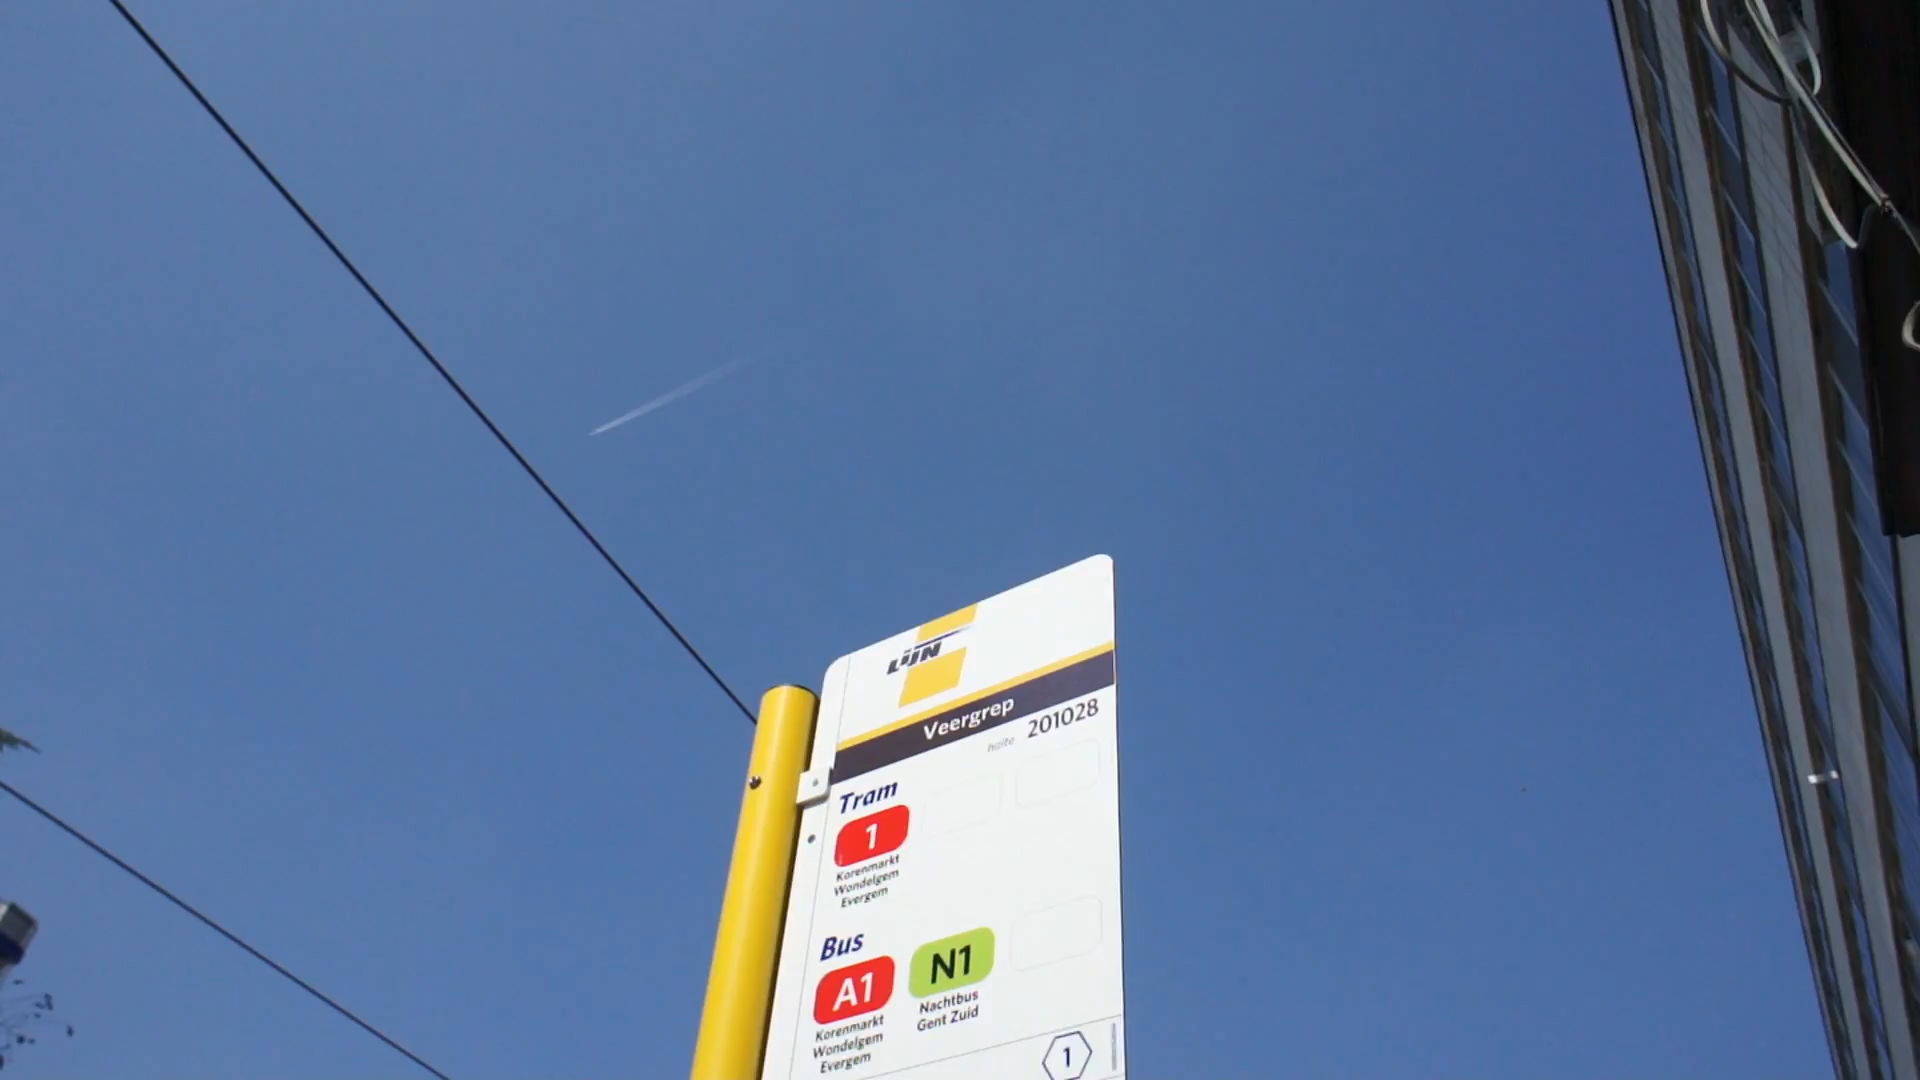 LIJN
Veergrep
halte 201028
Tram
1
Korenmarkt
Wondelgem
Evergem
Bus
A1
Korenmarkt
Wondelgem
Evergem
N1
Nachtbus
Gent Zuid
1